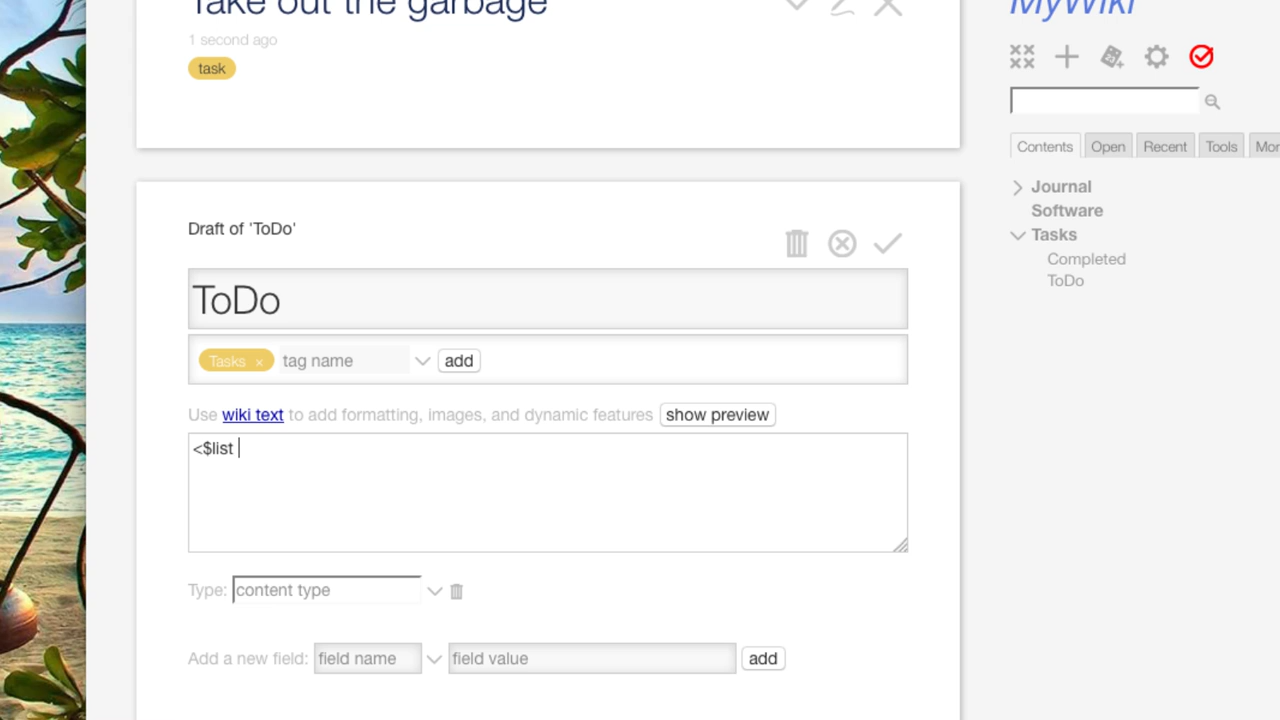 Take out the garbage
1 second ago
task
Draft of 'ToDo'
ToDo
Tasks × tag name add
Use wiki text to add formatting, images, and dynamic features show preview
<$list
Type: content type
Add a new field: field name field value add
MyWiki
Contents Open Recent Tools Mor
Journal
Software
Tasks
Completed
ToDo